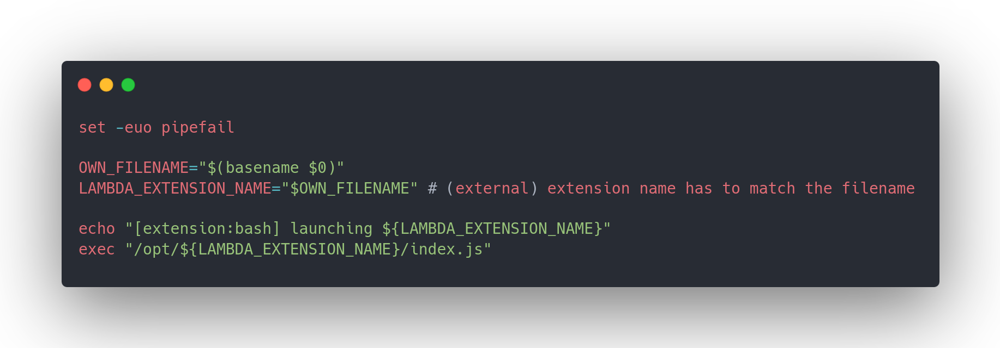 set -euo pipefail
OWN_FILENAME="$(basename $0)"
LAMBDA_EXTENSION_NAME="$OWN_FILENAME" # (external) extension name has to match the filename
echo "[extension:bash] launching ${LAMBDA_EXTENSION_NAME}"
exec "/opt/${LAMBDA_EXTENSION_NAME}/index.js"